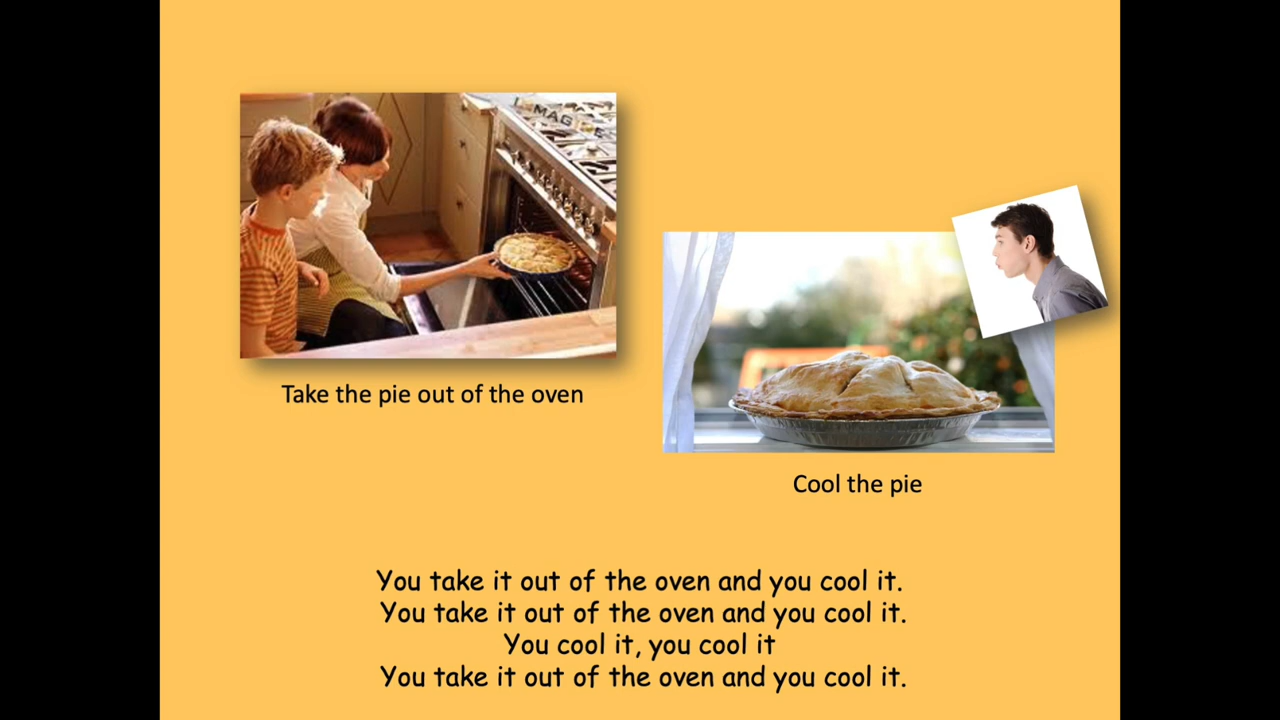 Take the pie out of the oven
Cool the pie
You take it out of the oven and you cool it.
You take it out of the oven and you cool it.
You cool it, you cool it
You take it out of the oven and you cool it.